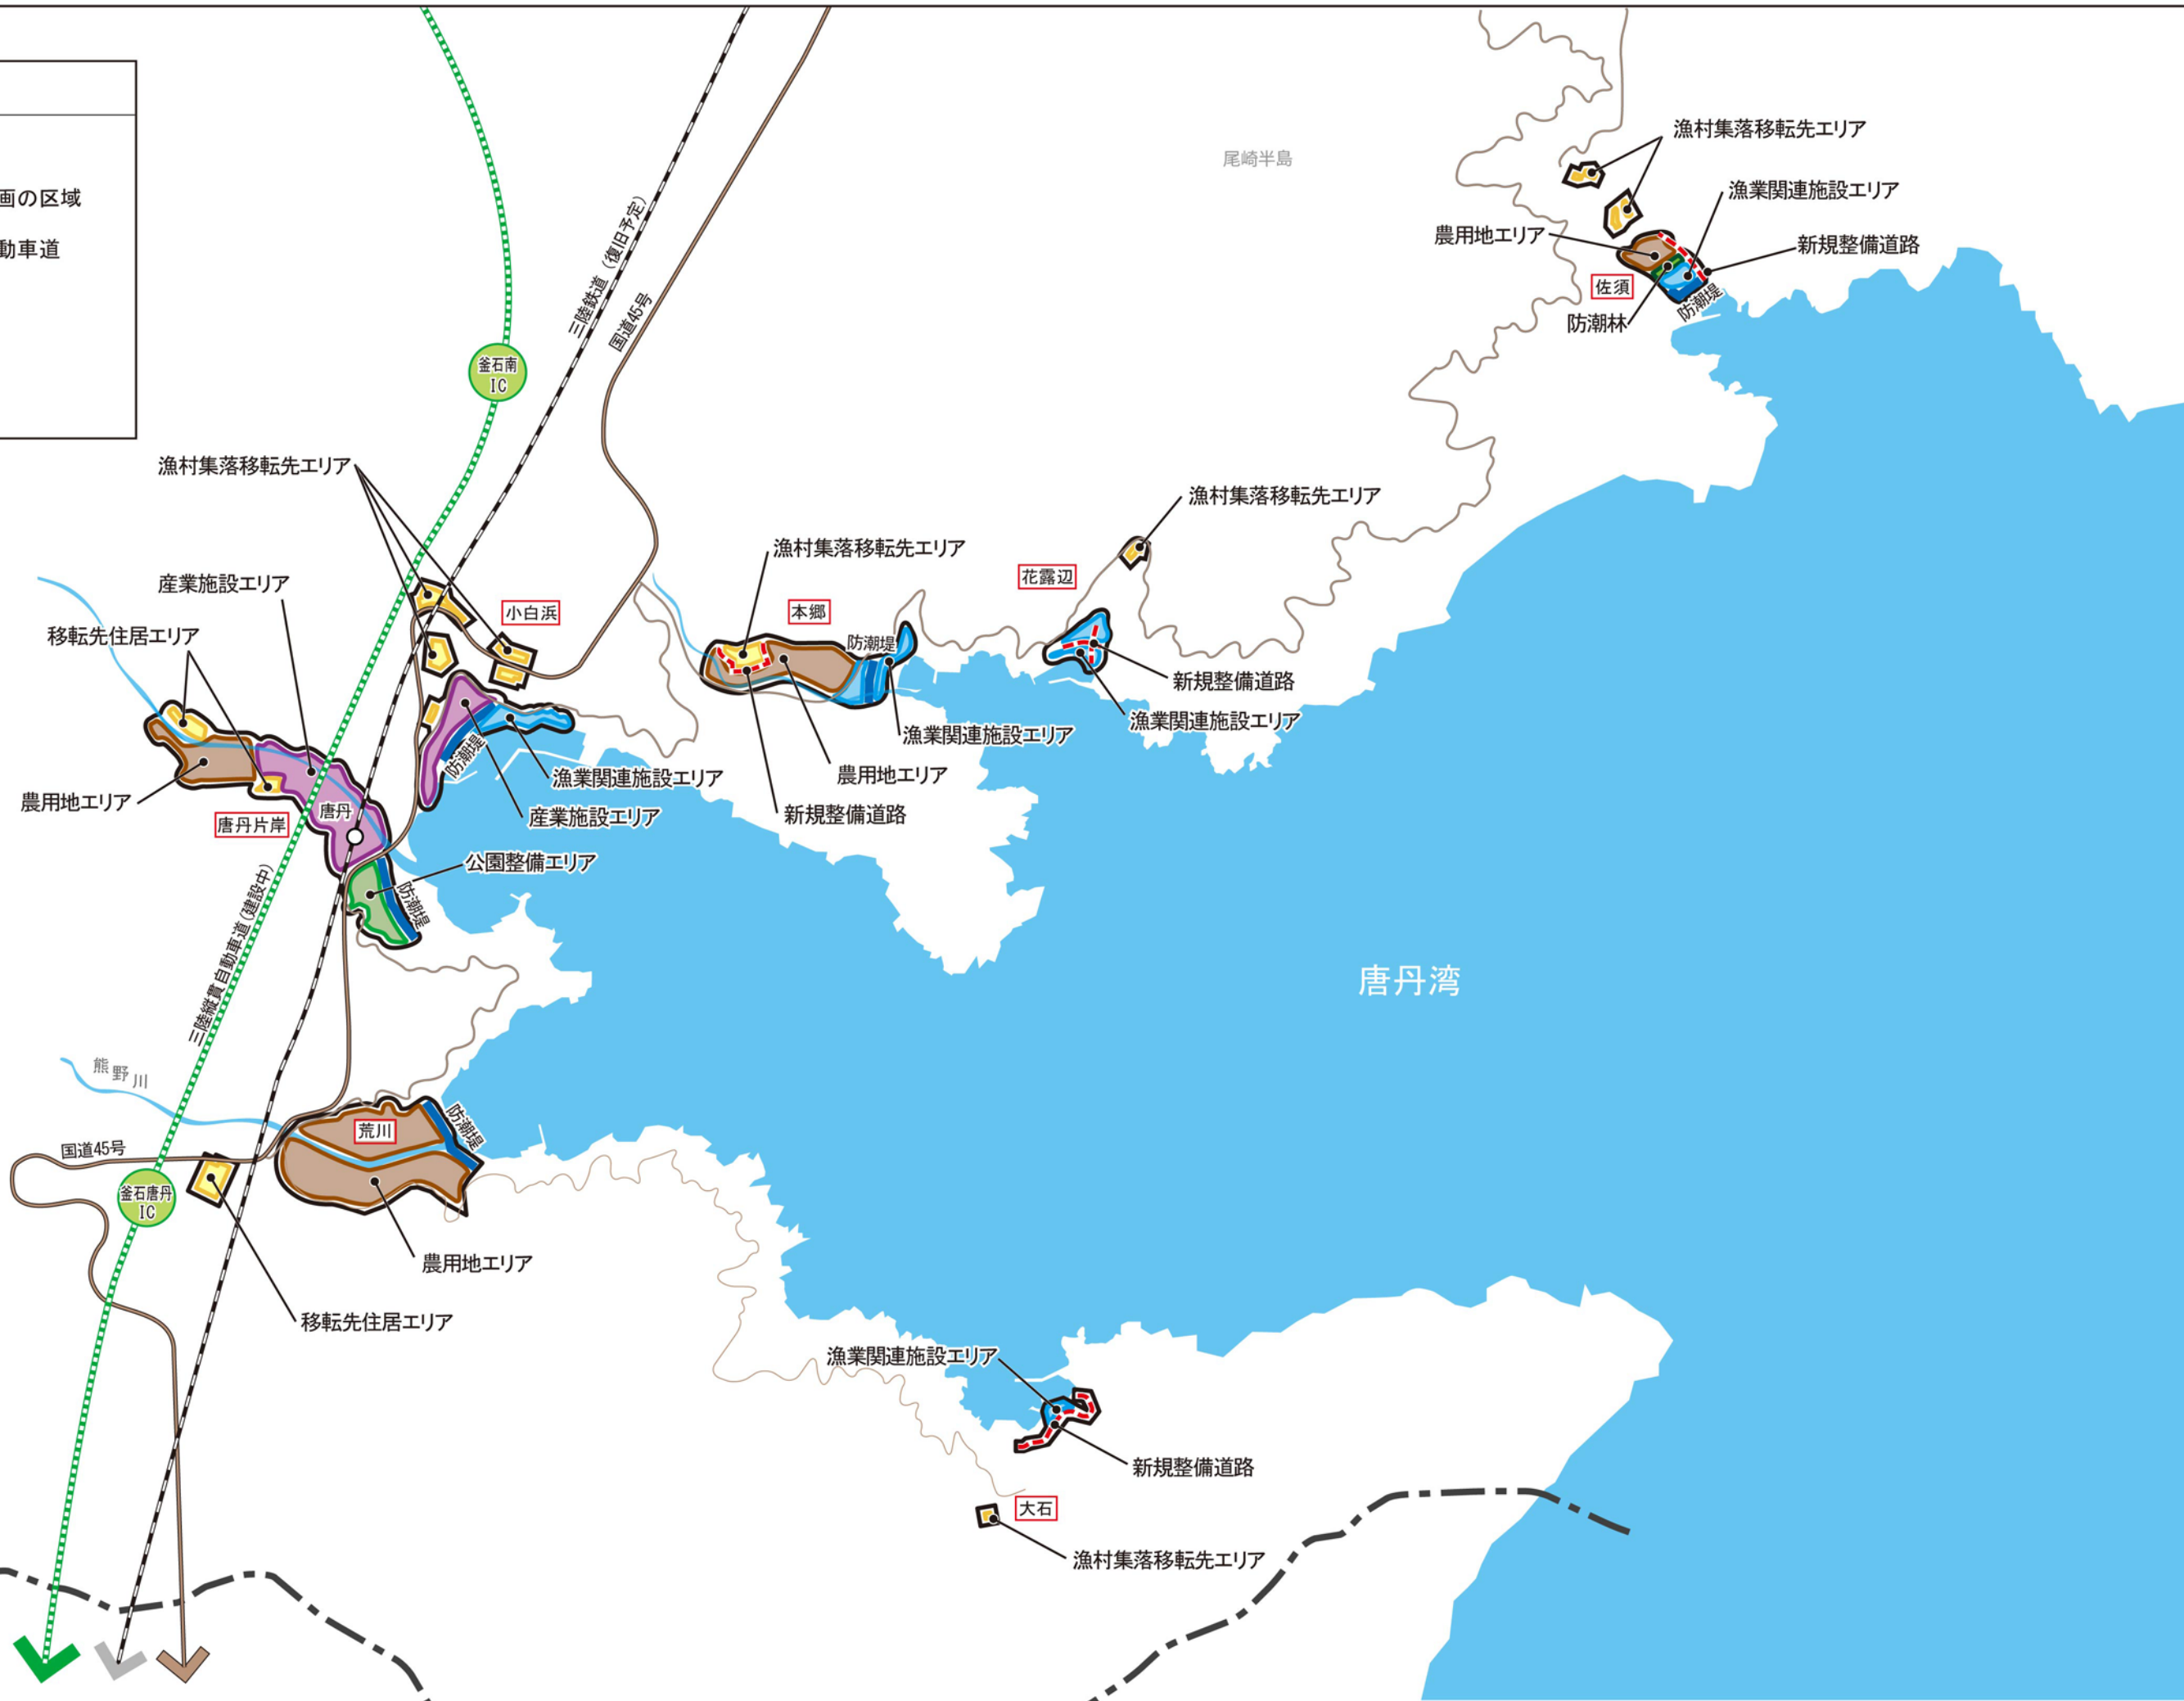 画の区域
動車道
尾崎半島
漁村集落移転先エリア
漁業関連施設エリア
農用地エリア
新規整備道路
佐須
防潮堤
防潮林
三陸鉄道（復旧予定）
国道45号
釜石南
IC
漁村集落移転先エリア
漁村集落移転先エリア
漁村集落移転先エリア
花露辺
産業施設エリア
小白浜
本郷
移転先住居エリア
防潮堤
新規整備道路
漁業関連施設エリア
漁業関連施設エリア
防潮堤
漁業関連施設エリア
農用地エリア
農用地エリア
産業施設エリア
新規整備道路
唐丹
唐丹片岸
公園整備エリア
防潮堤
三陸縦貫自動車道（建設中）
唐丹湾
熊野川
荒川
防潮堤
国道45号
釜石唐丹
IC
農用地エリア
移転先住居エリア
漁業関連施設エリア
新規整備道路
大石
漁村集落移転先エリア